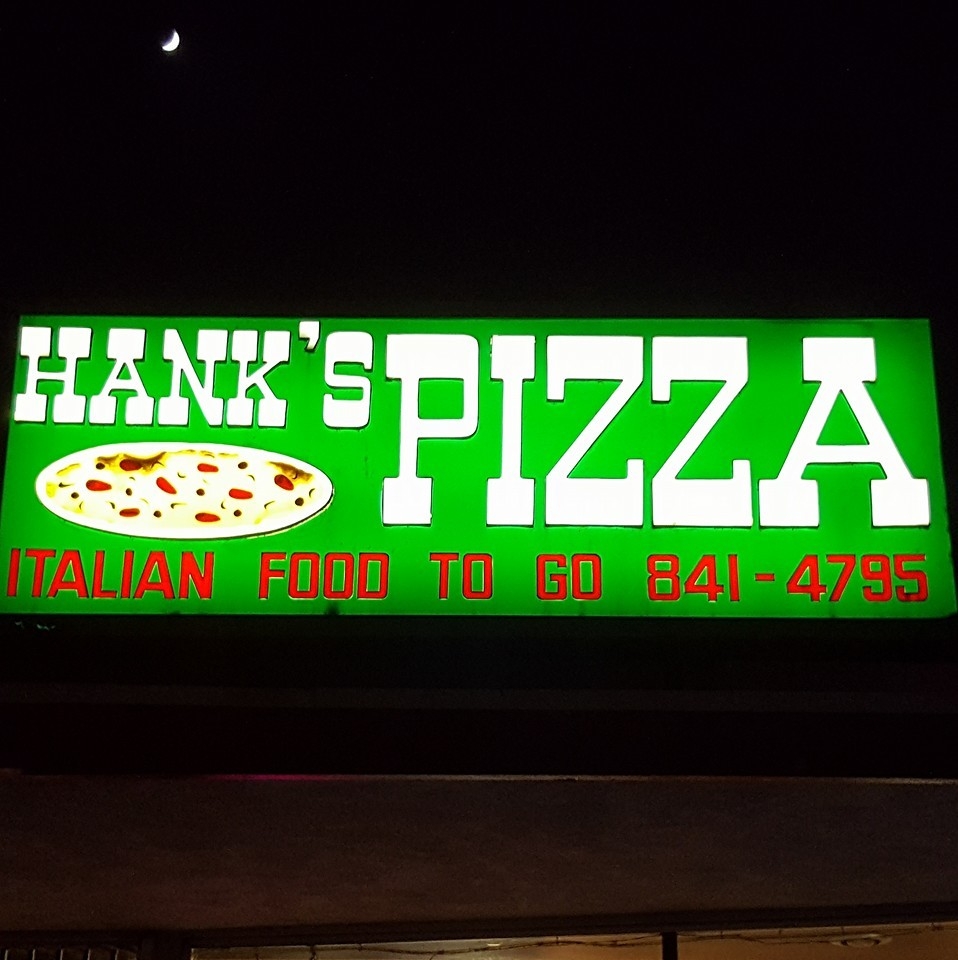 HANK'S PIZZA
ITALIAN FOOD TO GO 841-4795